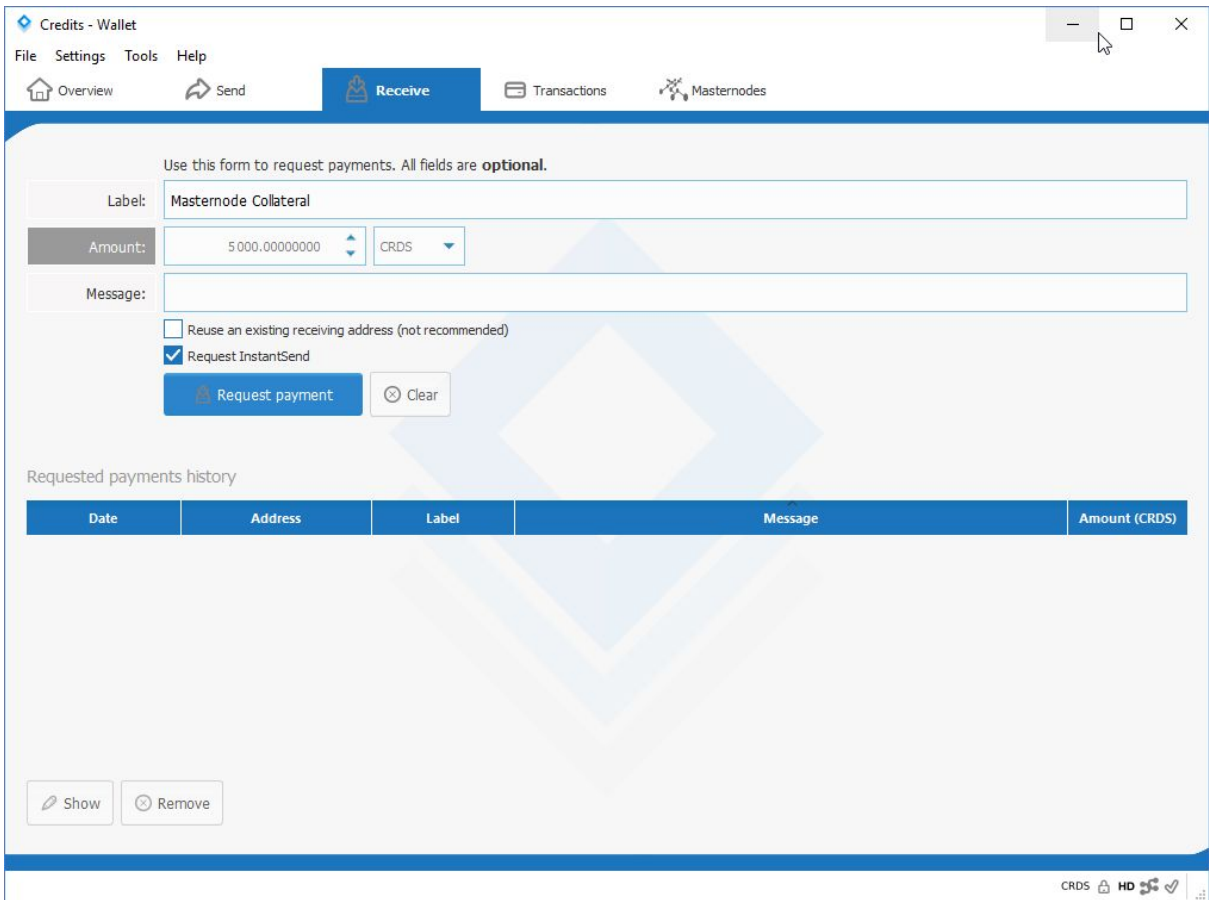 Credits - Wallet
File Settings Tools Help
Overview Send Receive Transactions Masternodes
Use this form to request payments. All fields are optional.
Label: Masternode Collateral
Amount: 5 000.00000000 CRDS
Message:
Reuse an existing receiving address (not recommended)
Request InstantSend
Request payment Clear
Requested payments history
Date Address Label Message Amount (CRDS)
Show Remove
CRDS HD